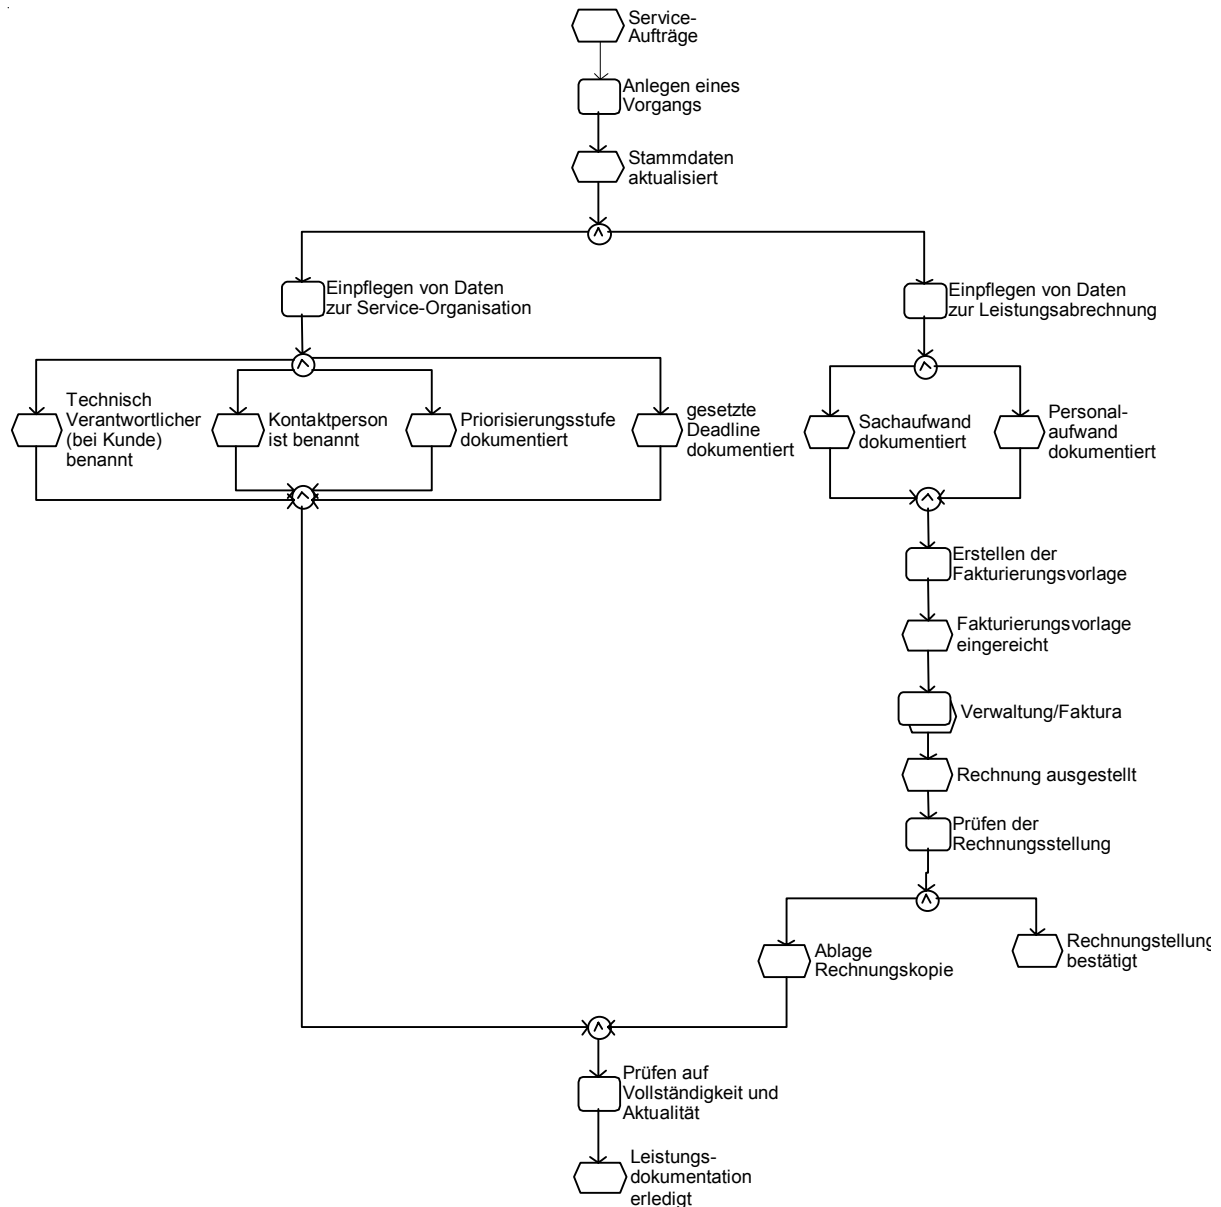 Service-
Aufträge
Anlegen eines
Vorgangs
Stammdaten
aktualisiert
Einpflegen von Daten
zur Service-Organisation
Einpflegen von Daten
zur Leistungsabrechnung
Technisch
Verantwortlicher
(bei Kunde)
benannt
Kontaktperson
ist benannt
Priorisierungsstufe
dokumentiert
gesetzte
Deadline
dokumentiert
Sachaufwand
dokumentiert
Personal-
aufwand
dokumentiert
Erstellen der
Fakturierungsvorlage
Fakturierungsvorlage
eingereicht
Verwaltung/Faktura
Rechnung ausgestellt
Prüfen der
Rechnungsstellung
Ablage
Rechnungskopie
Rechnungstellung
bestätigt
Prüfen auf
Vollständigkeit und
Aktualität
Leistungs-
dokumentation
erledigt